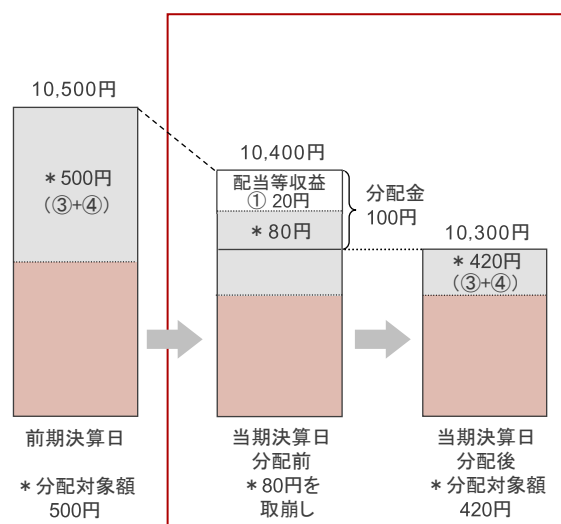 10,500円
＊500円
（③+④）
前期決算日
＊分配対象額
500円
10,400円
配当等収益
① 20円
＊80円
分配金
100円
当期決算日
分配前
＊80円を
取崩し
10,300円
＊420円
（③+④）
当期決算日
分配後
＊分配対象額
420円